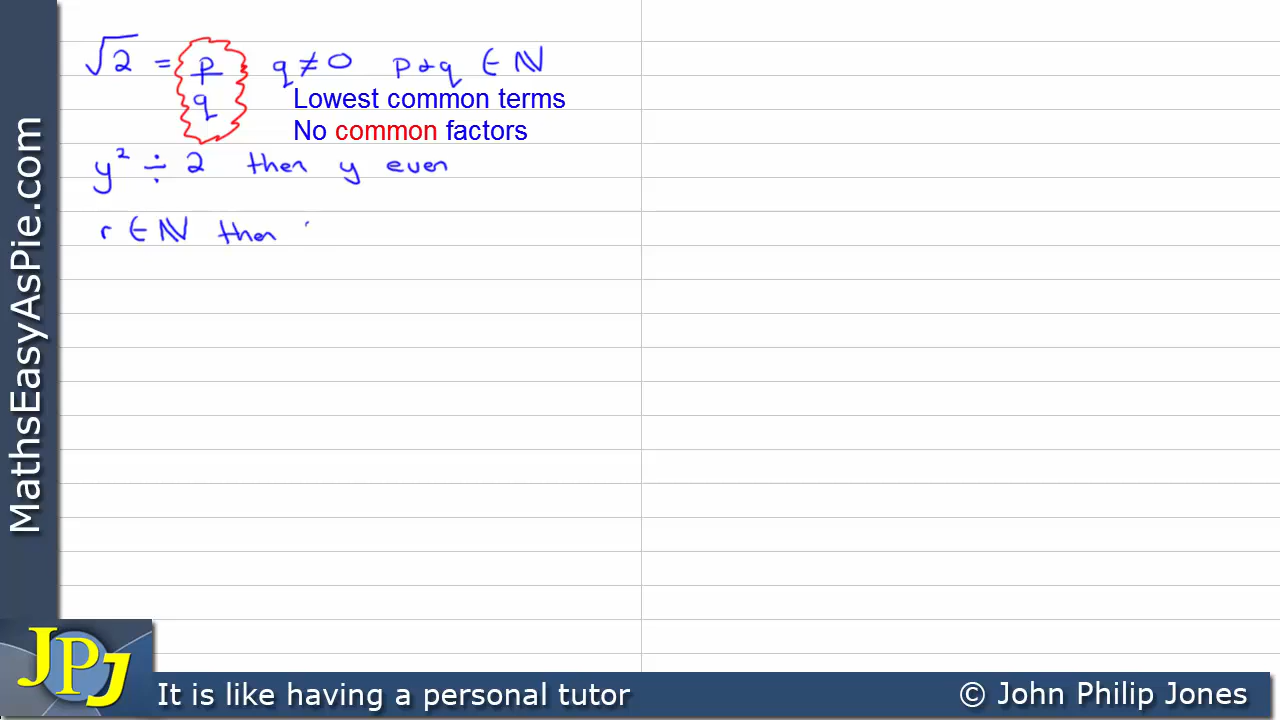 √2 = p/q q ≠ 0 p & q ∈ ℕ
Lowest common terms
No common factors
y² ÷ 2 then y even
r ∈ ℕ then
MathsEasyAsPie.com
JPJ
It is like having a personal tutor
© John Philip Jones